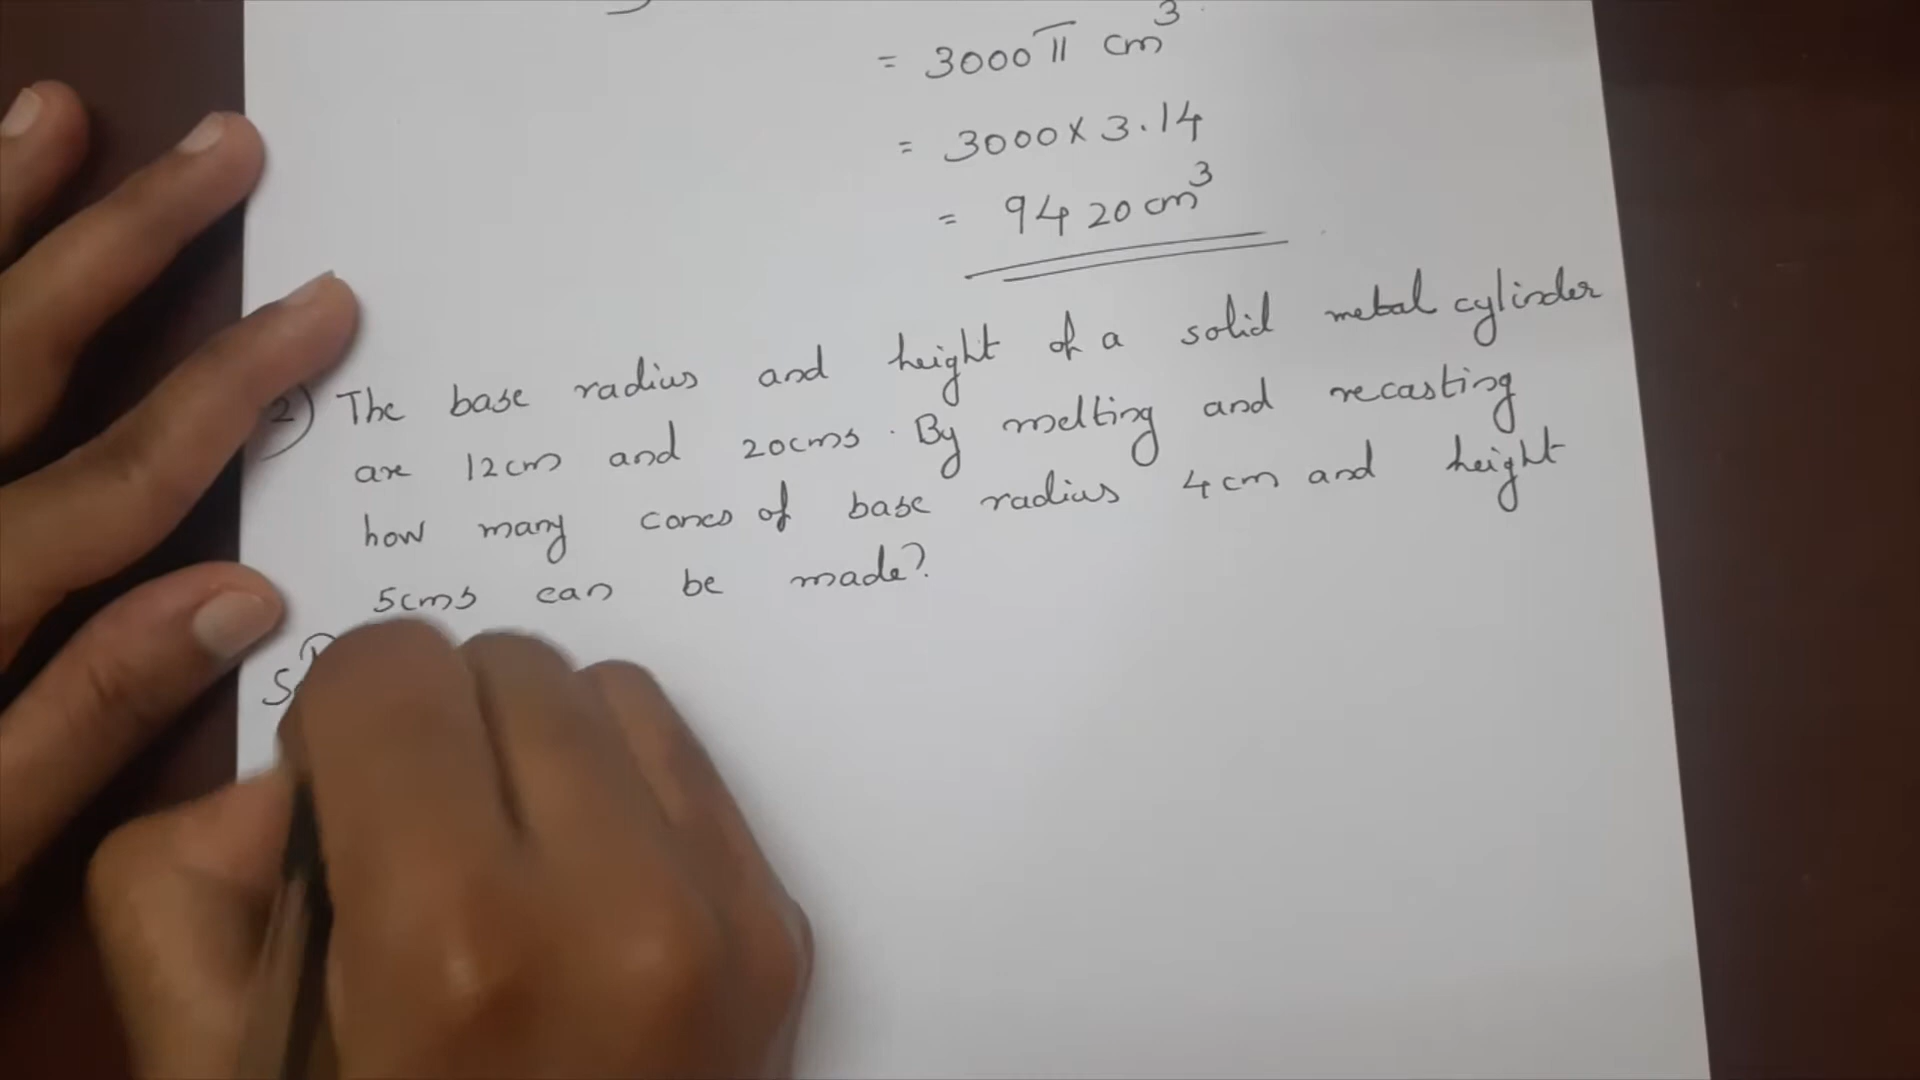 = 3000 π cm³
= 3000 x 3.14
= 9420 cm³
2) The base radius and height of a solid metal cylinder
are 12cm and 20cms. By melting and recasting
how many cones of base radius 4cm and height
5cms can be made?